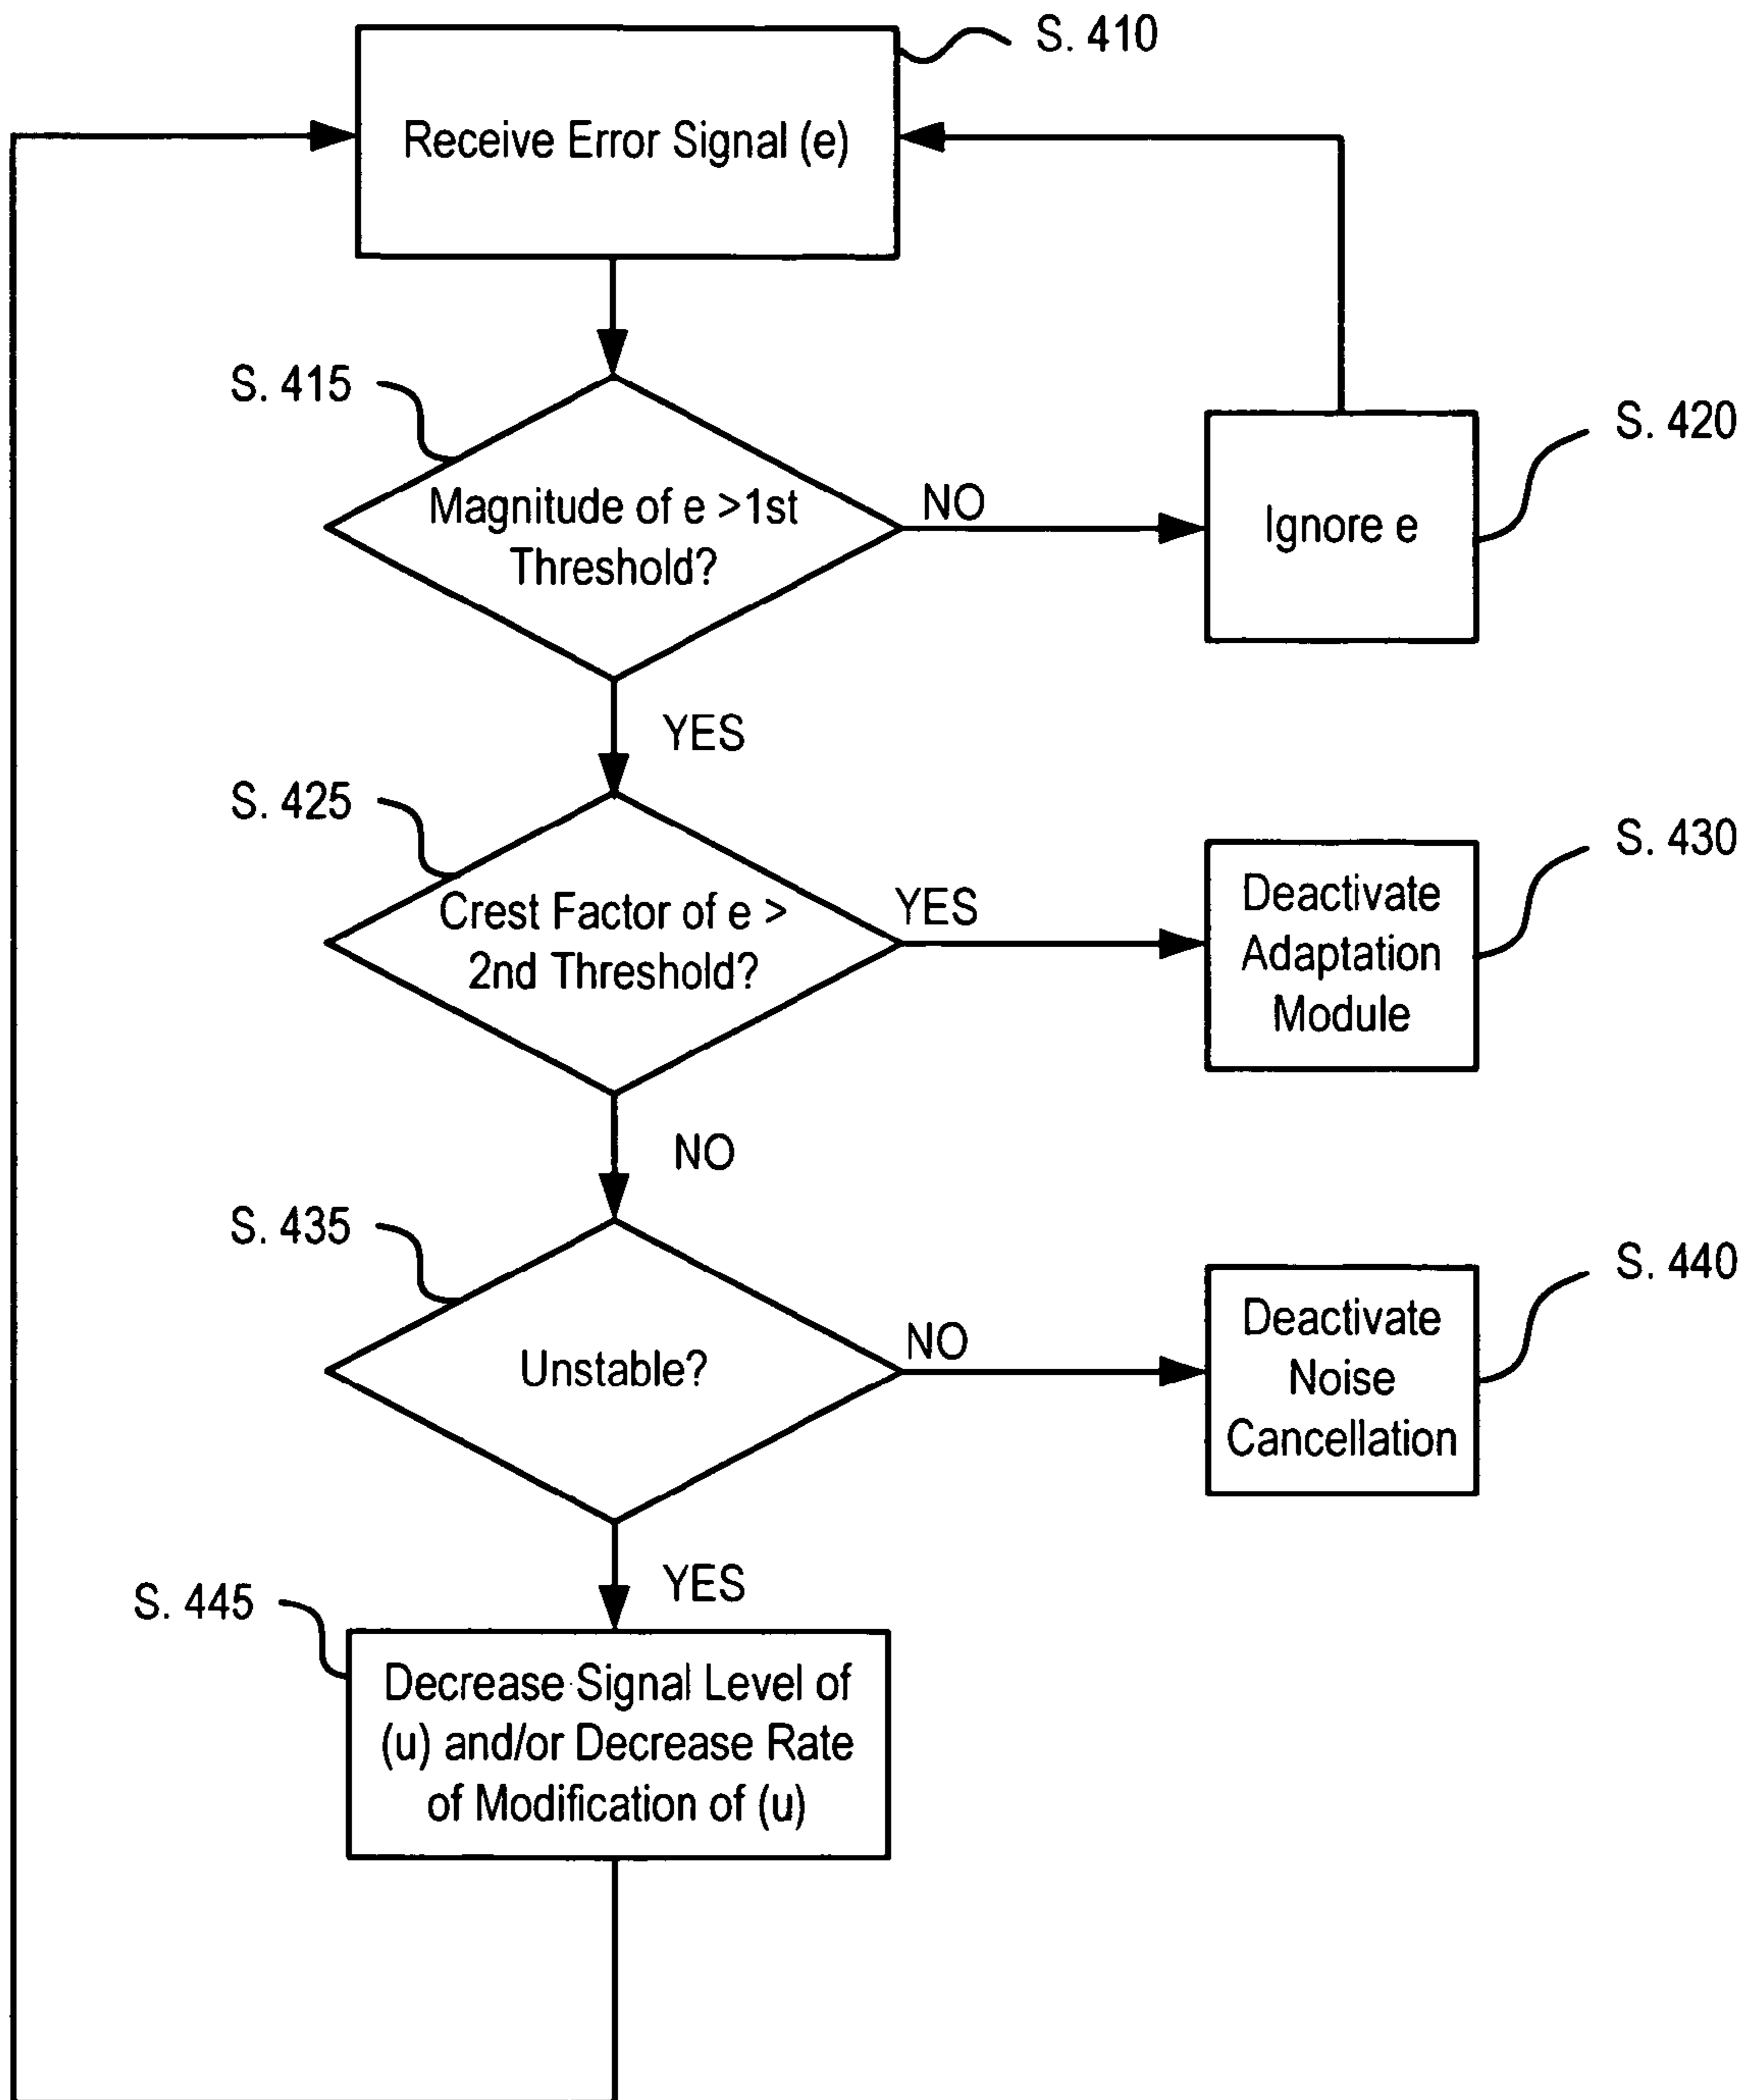 S. 410
Receive Error Signal (e)
S. 415
Magnitude of e >1st
Threshold?
NO
S. 420
Ignore e
YES
S. 425
Crest Factor of e >
2nd Threshold?
YES
S. 430
Deactivate
Adaptation
Module
NO
S. 435
Unstable?
NO
S. 440
Deactivate
Noise
Cancellation
YES
S. 445
Decrease Signal Level of
(u) and/or Decrease Rate
of Modification of (u)